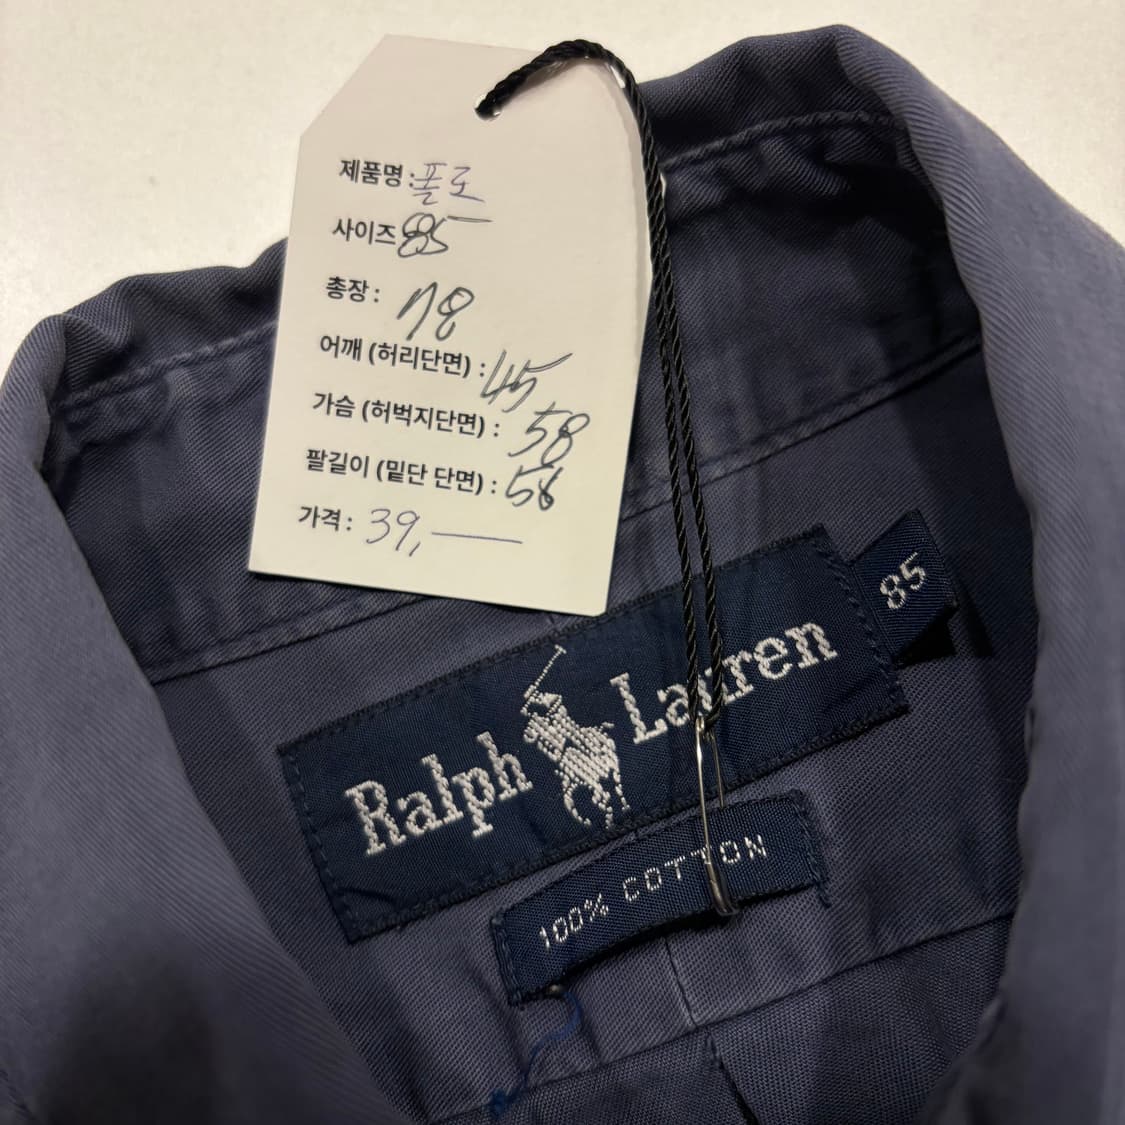 제품명 : 폴로
사이즈 85
총장 : 78
어깨 (허리단면) : 45
가슴 (허벅지단면) : 58
팔길이 (밑단 단면) : 56
가격 : 39,—
85
Ralph Lauren
100% COTTON